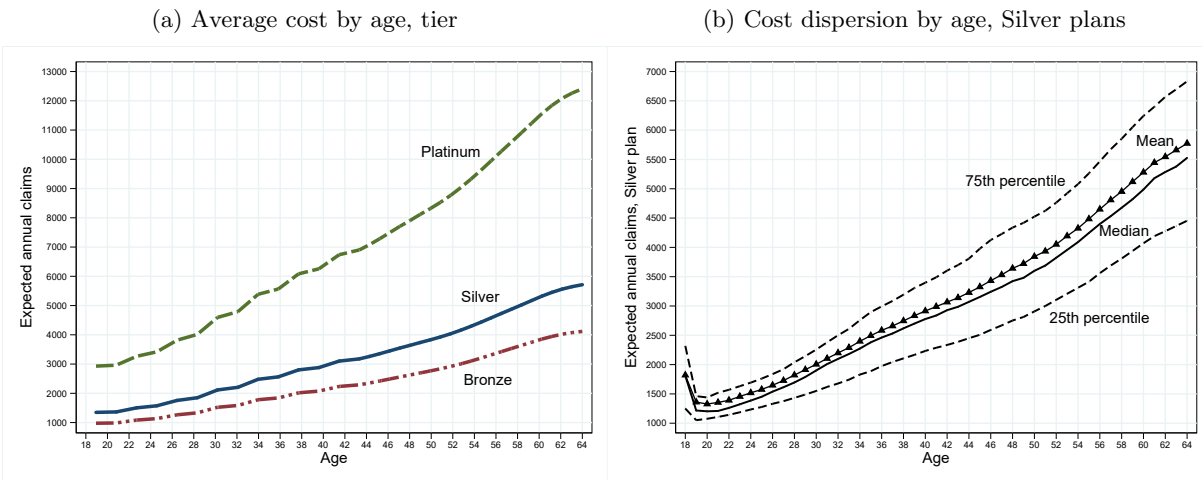 (a) Average cost by age, tier
Expected annual claims
13000
12000
11000
10000
9000
8000
7000
6000
5000
4000
3000
2000
1000
Platinum
Silver
Bronze
18 20 22 24 26 28 30 32 34 36 38 40 42 44 46 48 50 52 54 56 58 60 62 64
Age
(b) Cost dispersion by age, Silver plans
Expected annual claims, Silver plan
7000
6500
6000
5500
5000
4500
4000
3500
3000
2500
2000
1500
1000
Mean
75th percentile
Median
25th percentile
18 20 22 24 26 28 30 32 34 36 38 40 42 44 46 48 50 52 54 56 58 60 62 64
Age